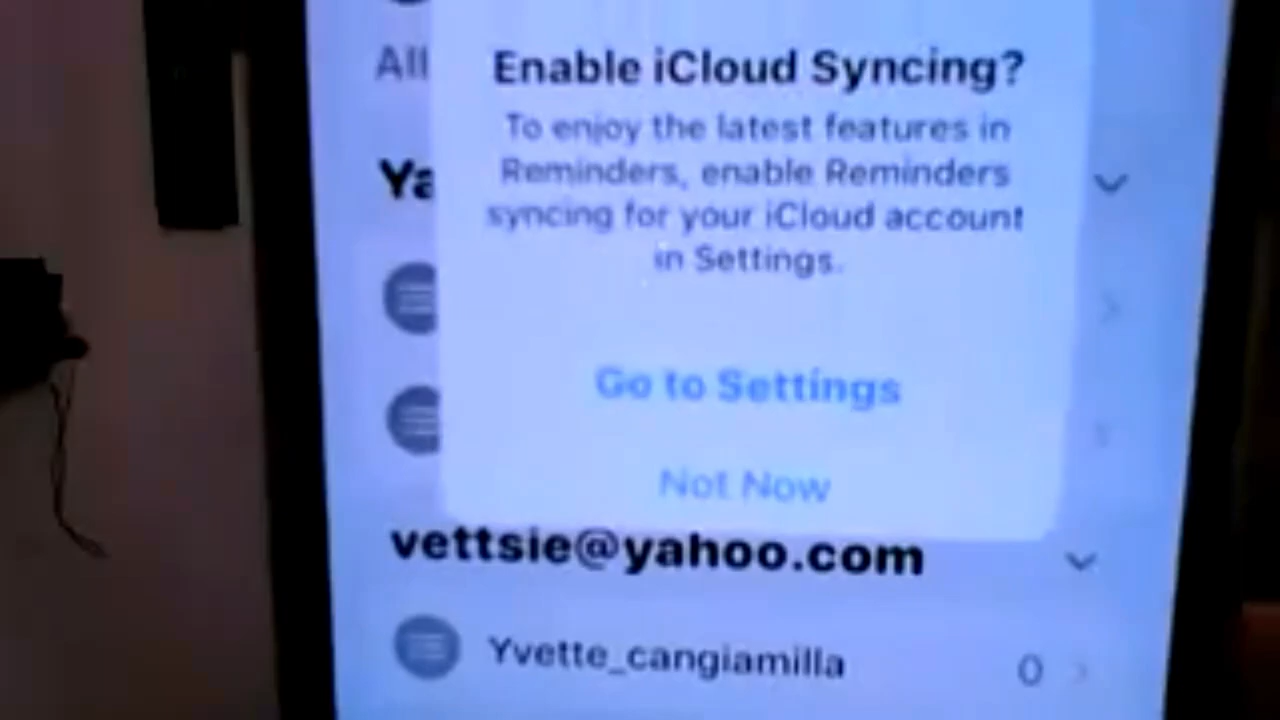 All
Enable iCloud Syncing?
To enjoy the latest features in
Reminders, enable Reminders
syncing for your iCloud account
in Settings.
Ya
Go to Settings
Not Now
vettsie@yahoo.com
Yvette_cangiamilla 0